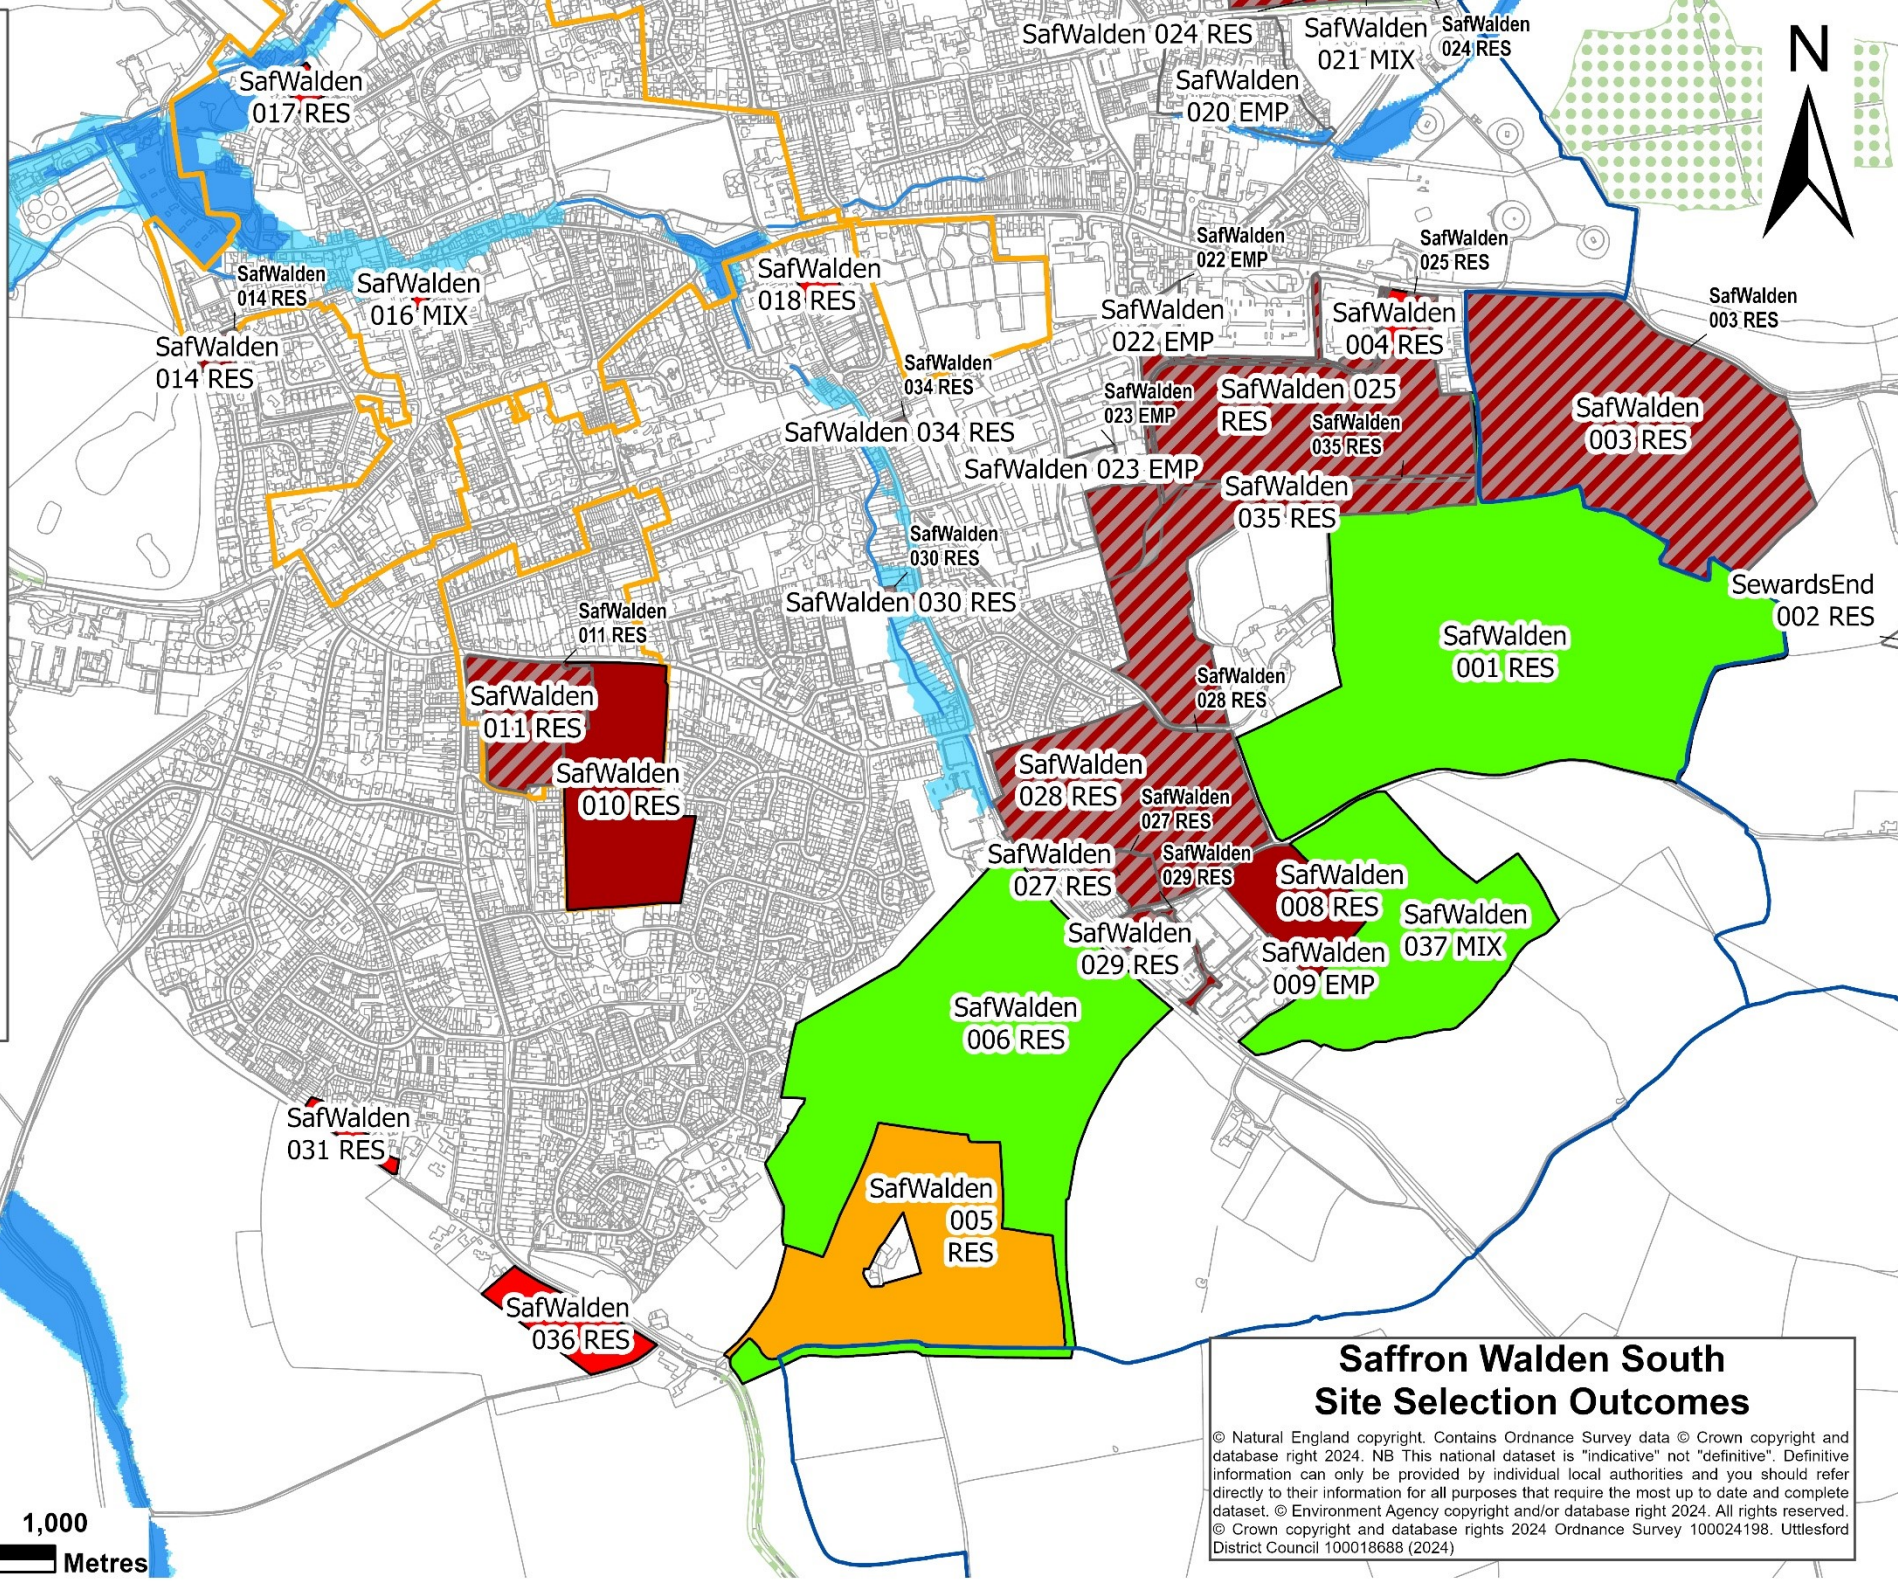 SafWalden 024 RES
SafWalden
021 MIX
SafWalden
024 RES
N
SafWalden
017 RES
SafWalden
020 EMP
SafWalden
014 RES
SafWalden
016 MIX
SafWalden
018 RES
SafWalden
022 EMP
SafWalden
025 RES
SafWalden
022 EMP
SafWalden
004 RES
SafWalden
003 RES
SafWalden
014 RES
SafWalden
034 RES
SafWalden
023 EMP
SafWalden 025
RES
SafWalden
035 RES
SafWalden
003 RES
SafWalden 034 RES
SafWalden 023 EMP
SafWalden
035 RES
SafWalden
030 RES
SafWalden 030 RES
SewardsEnd
002 RES
SafWalden
011 RES
SafWalden
001 RES
SafWalden
011 RES
SafWalden
028 RES
SafWalden
010 RES
SafWalden
028 RES
SafWalden
027 RES
SafWalden
027 RES
SafWalden
029 RES
SafWalden
008 RES
SafWalden
037 MIX
SafWalden
029 RES
SafWalden
009 EMP
SafWalden
006 RES
SafWalden
031 RES
SafWalden
005
RES
SafWalden
036 RES
Saffron Walden South
Site Selection Outcomes
© Natural England copyright. Contains Ordnance Survey data © Crown copyright and
database right 2024. NB This national dataset is "indicative" not "definitive". Definitive
information can only be provided by individual local authorities and you should refer
directly to their information for all purposes that require the most up to date and complete
dataset. © Environment Agency copyright and/or database right 2024. All rights reserved.
© Crown copyright and database rights 2024 Ordnance Survey 100024198. Uttlesford
District Council 100018688 (2024)
1,000
Metres